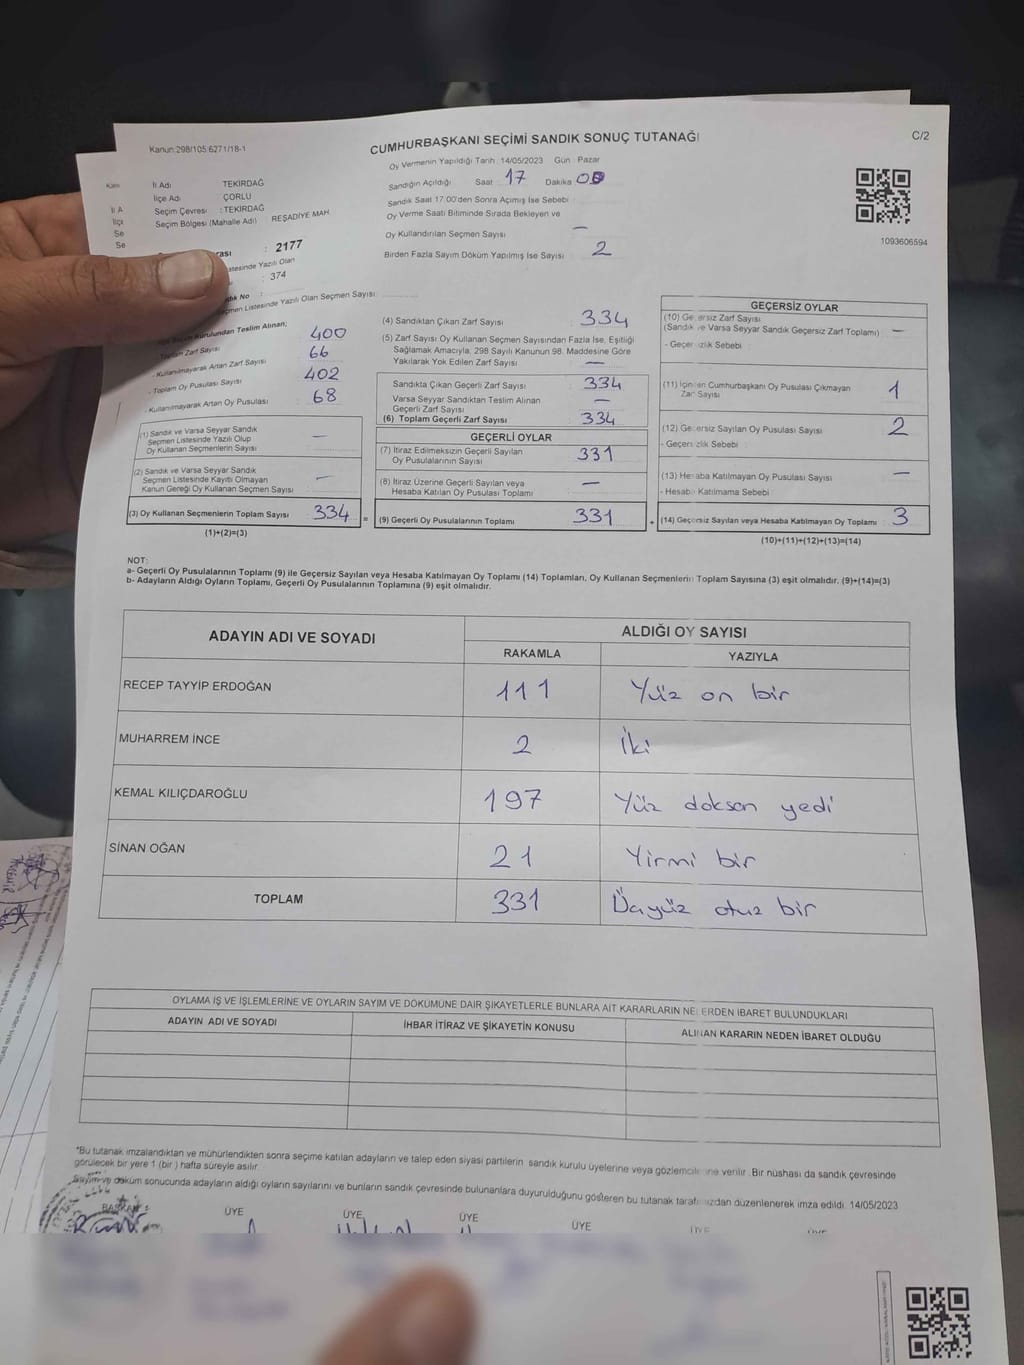 Kanun:298/105;6271/18-1
CUMHURBAŞKANI SEÇİMİ SANDIK SONUÇ TUTANAĞI
C/2
Oy Vermenin Yapıldığı Tarih :14/05/2023 Gün : Pazar
Sandığın Açıldığı Saat : 17 Dakika
Sandık Saat 17:00'den Sonra Açımış İse Sebebi :
Oy Verme Saati Bitiminde Sırada Bekleyen ve
Oy Kullandırılan Seçmen Sayısı —
Birden Fazla Sayım Döküm Yapılmış İse Sayısı 2
İl Adı TEKİRDAĞ
İlçe Adı ÇORLU
Seçim Çevresi : TEKİRDAĞ
Seçim Bölgesi (Mahalle Adı) : REŞADİYE MAH.
İl A
İlçe
Se
Se
: 2177
Listesinde Yazılı Olan
: 374
No :
Seçmen Listesinde Yazılı Olan Seçmen Sayısı
1093606594
Kurulundan Teslim Alınan;
Zarf Sayısı 400
- Kullanılmayarak Artan Zarf Sayısı 66
- Toplam Oy Pusulası Sayısı 402
- Kullanılmayarak Artan Oy Pusulası 68
(1) Sandık ve Varsa Seyyar Sandık
Seçmen Listesinde Yazılı Olup
Oy Kullanan Seçmenlerin Sayısı —
(2) Sandık ve Varsa Seyyar Sandık
Seçmen Listesinde Kayıtlı Olmayan
Kanun Gereği Oy Kullanan Seçmen Sayısı —
(3) Oy Kullanan Seçmenlerin Toplam Sayısı 334 =
(1)+(2)=(3)
(4) Sandıktan Çıkan Zarf Sayısı : 334
(5) Zarf Sayısı Oy Kullanan Seçmen Sayısından Fazla İse, Eşitliği
Sağlamak Amacıyla, 298 Sayılı Kanunun 98. Maddesine Göre
Yakılarak Yok Edilen Zarf Sayısı —
Sandıkta Çıkan Geçerli Zarf Sayısı : 334
Varsa Seyyar Sandıktan Teslim Alınan
Geçerli Zarf Sayısı —
(6) Toplam Geçerli Zarf Sayısı : 334
GEÇERLİ OYLAR
(7) İtiraz Edilmeksizin Geçerli Sayılan
Oy Pusulalarının Sayısı 331
(8) İtiraz Üzerine Geçerli Sayılan veya
Hesaba Katılan Oy Pusulası Toplamı —
(9) Geçerli Oy Pusulalarının Toplamı 331 +
GEÇERSİZ OYLAR
(10) Geçersiz Zarf Sayısı
(Sandık ve Varsa Seyyar Sandık Geçersiz Zarf Toplamı) : —
- Geçersizlik Sebebi :
(11) İçinden Cumhurbaşkanı Oy Pusulası Çıkmayan
Zarf Sayısı 1
(12) Geçersiz Sayılan Oy Pusulası Sayısı 2
- Geçersizlik Sebebi :
(13) Hesaba Katılmayan Oy Pusulası Sayısı —
- Hesaba Katılmama Sebebi :
(14) Geçersiz Sayılan veya Hesaba Katılmayan Oy Toplamı : 3
(10)+(11)+(12)+(13)=(14)
NOT:
a- Geçerli Oy Pusulalarının Toplamı (9) ile Geçersiz Sayılan veya Hesaba Katılmayan Oy Toplamı (14) Toplamları, Oy Kullanan Seçmenlerin Toplam Sayısına (3) eşit olmalıdır. (9)+(14)=(3)
b- Adayların Aldığı Oyların Toplamı, Geçerli Oy Pusulalarının Toplamına (9) eşit olmalıdır.
ADAYIN ADI VE SOYADI
ALDIĞI OY SAYISI
RAKAMLA YAZIYLA
RECEP TAYYİP ERDOĞAN 111 Yüz on bir
MUHARREM İNCE 2 İki
KEMAL KILIÇDAROĞLU 197 Yüz doksan yedi
SİNAN OĞAN 21 Yirmi bir
TOPLAM 331 Üçyüz otuz bir
OYLAMA İŞ VE İŞLEMLERİNE VE OYLARIN SAYIM VE DÖKÜMÜNE DAİR ŞİKAYETLERLE BUNLARA AİT KARARLARIN NELERDEN İBARET BULUNDUKLARI
ADAYIN ADI VE SOYADI İHBAR İTİRAZ VE ŞİKAYETİN KONUSU ALINAN KARARIN NEDEN İBARET OLDUĞU
*Bu tutanak imzalandıktan ve mühürlendikten sonra seçime katılan adayların ve talep eden siyasi partilerin sandık kurulu üyelerine veya gözlemcilerine verilir. Bir nüshası da sandık çevresinde
görülecek bir yere 1 (bir) hafta süreyle asılır.
Sayım ve döküm sonucunda adayların aldığı oyların sayılarını ve bunların sandık çevresinde bulunanlara duyurulduğunu gösteren bu tutanak tarafımızdan düzenlenerek imza edildi. 14/05/2023
BAŞKAN ÜYE ÜYE ÜYE ÜYE ÜYE ÜYE